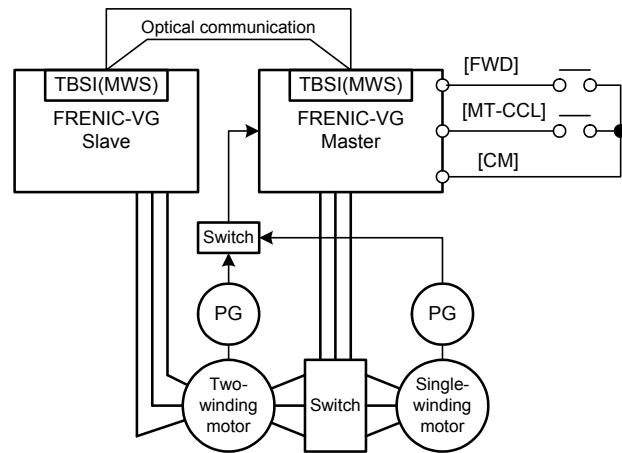 Optical communication
TBSI(MWS)
FRENIC-VG
Slave
TBSI(MWS)
FRENIC-VG
Master
[FWD]
[MT-CCL]
[CM]
Switch
PG
PG
Two-
winding
motor
Switch
Single-
winding
motor